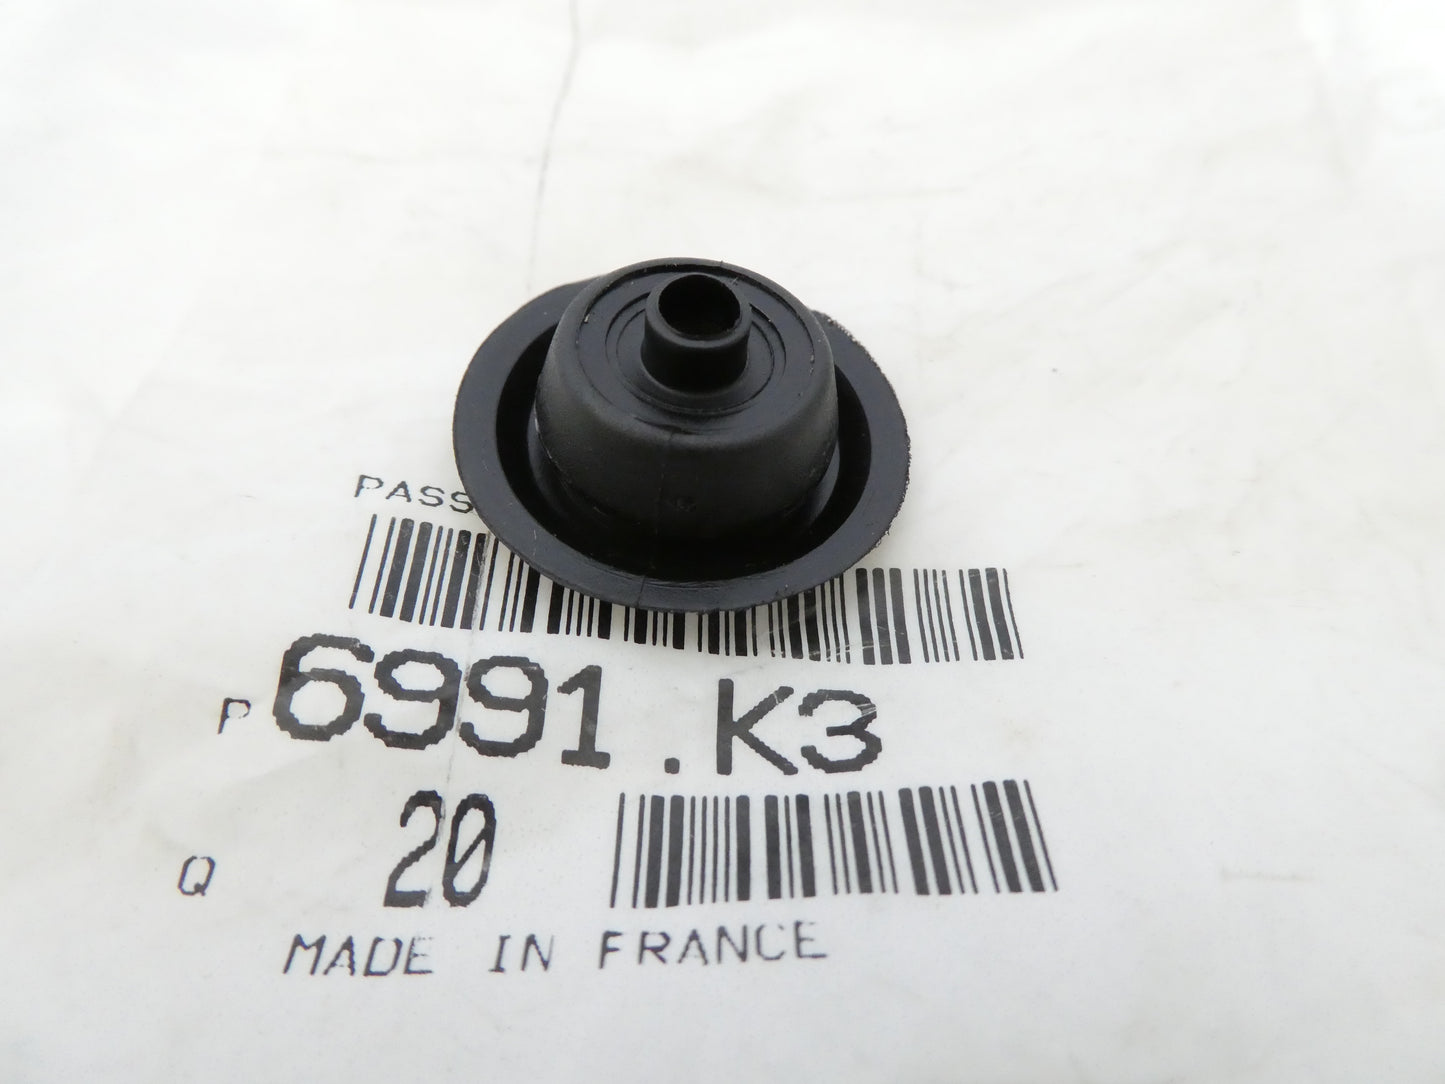 PASS
P 6991.K3
Q 20
MADE IN FRANCE